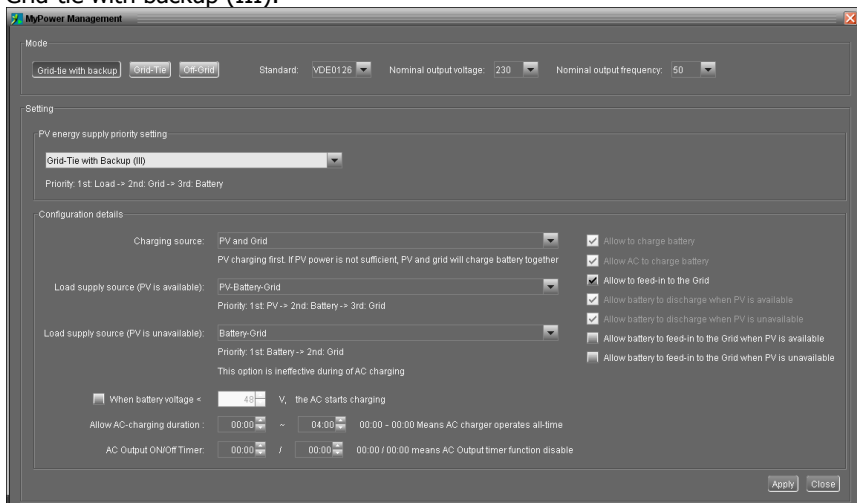 Grid-tie with backup (III):
MyPower Management
Mode
Grid-tie with backup Grid-Tie Off-Grid Standard: VDE0126 Nominal output voltage: 230 Nominal output frequency: 50
Setting
PV energy supply priority setting
Grid-Tie with Backup (III)
Priority: 1st: Load -> 2nd: Grid -> 3rd: Battery
Configuration details
Charging source: PV and Grid
PV charging first. If PV power is not sufficient, PV and grid will charge battery together
Load supply source (PV is available): PV-Battery-Grid
Priority: 1st: PV -> 2nd: Battery -> 3rd: Grid
Load supply source (PV is unavailable): Battery-Grid
Priority: 1st: Battery -> 2nd: Grid
This option is ineffective during of AC charging
When battery voltage < 48 V, the AC starts charging
Allow AC-charging duration : 00:00 ~ 04:00 00:00 - 00:00 Means AC charger operates all-time
AC Output ON/Off Timer: 00:00 / 00:00 00:00 / 00:00 means AC Output timer function disable
Allow to charge battery
Allow AC to charge battery
Allow to feed-in to the Grid
Allow battery to discharge when PV is available
Allow battery to discharge when PV is unavailable
Allow battery to feed-in to the Grid when PV is available
Allow battery to feed-in to the Grid when PV is unavailable
Apply Close